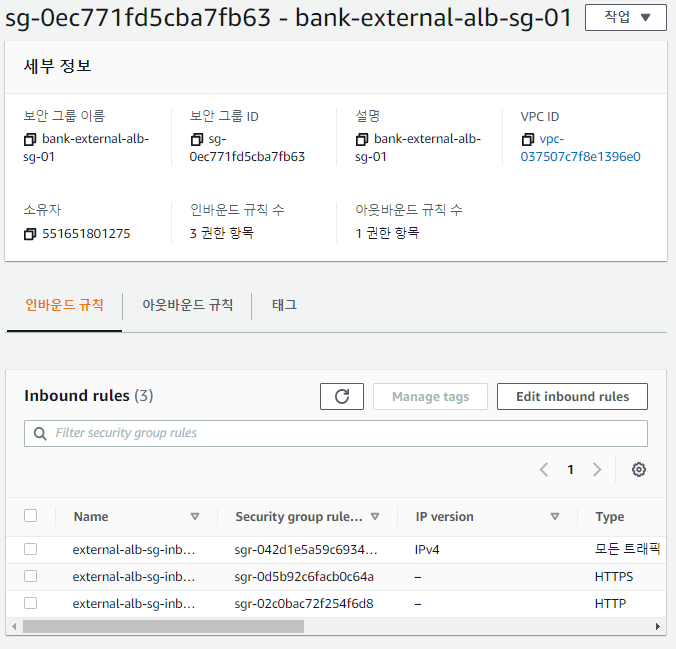 sg-0ec771fd5cba7fb63 - bank-external-alb-sg-01
작업
세부 정보
보안 그룹 이름
bank-external-alb-
sg-01
보안 그룹 ID
sg-
0ec771fd5cba7fb63
설명
bank-external-alb-
sg-01
VPC ID
vpc-
037507c7f8e1396e0
소유자
551651801275
인바운드 규칙 수
3 권한 항목
아웃바운드 규칙 수
1 권한 항목
인바운드 규칙 아웃바운드 규칙 태그
Inbound rules (3) Manage tags Edit inbound rules
Filter security group rules
1
Name Security group rule... IP version Type
external-alb-sg-inb... sgr-042d1e5a59c6934... IPv4 모든 트래픽
external-alb-sg-inb... sgr-0d5b92c6facb0c64a – HTTPS
external-alb-sg-inb... sgr-02c0bac72f254f6d8 – HTTP